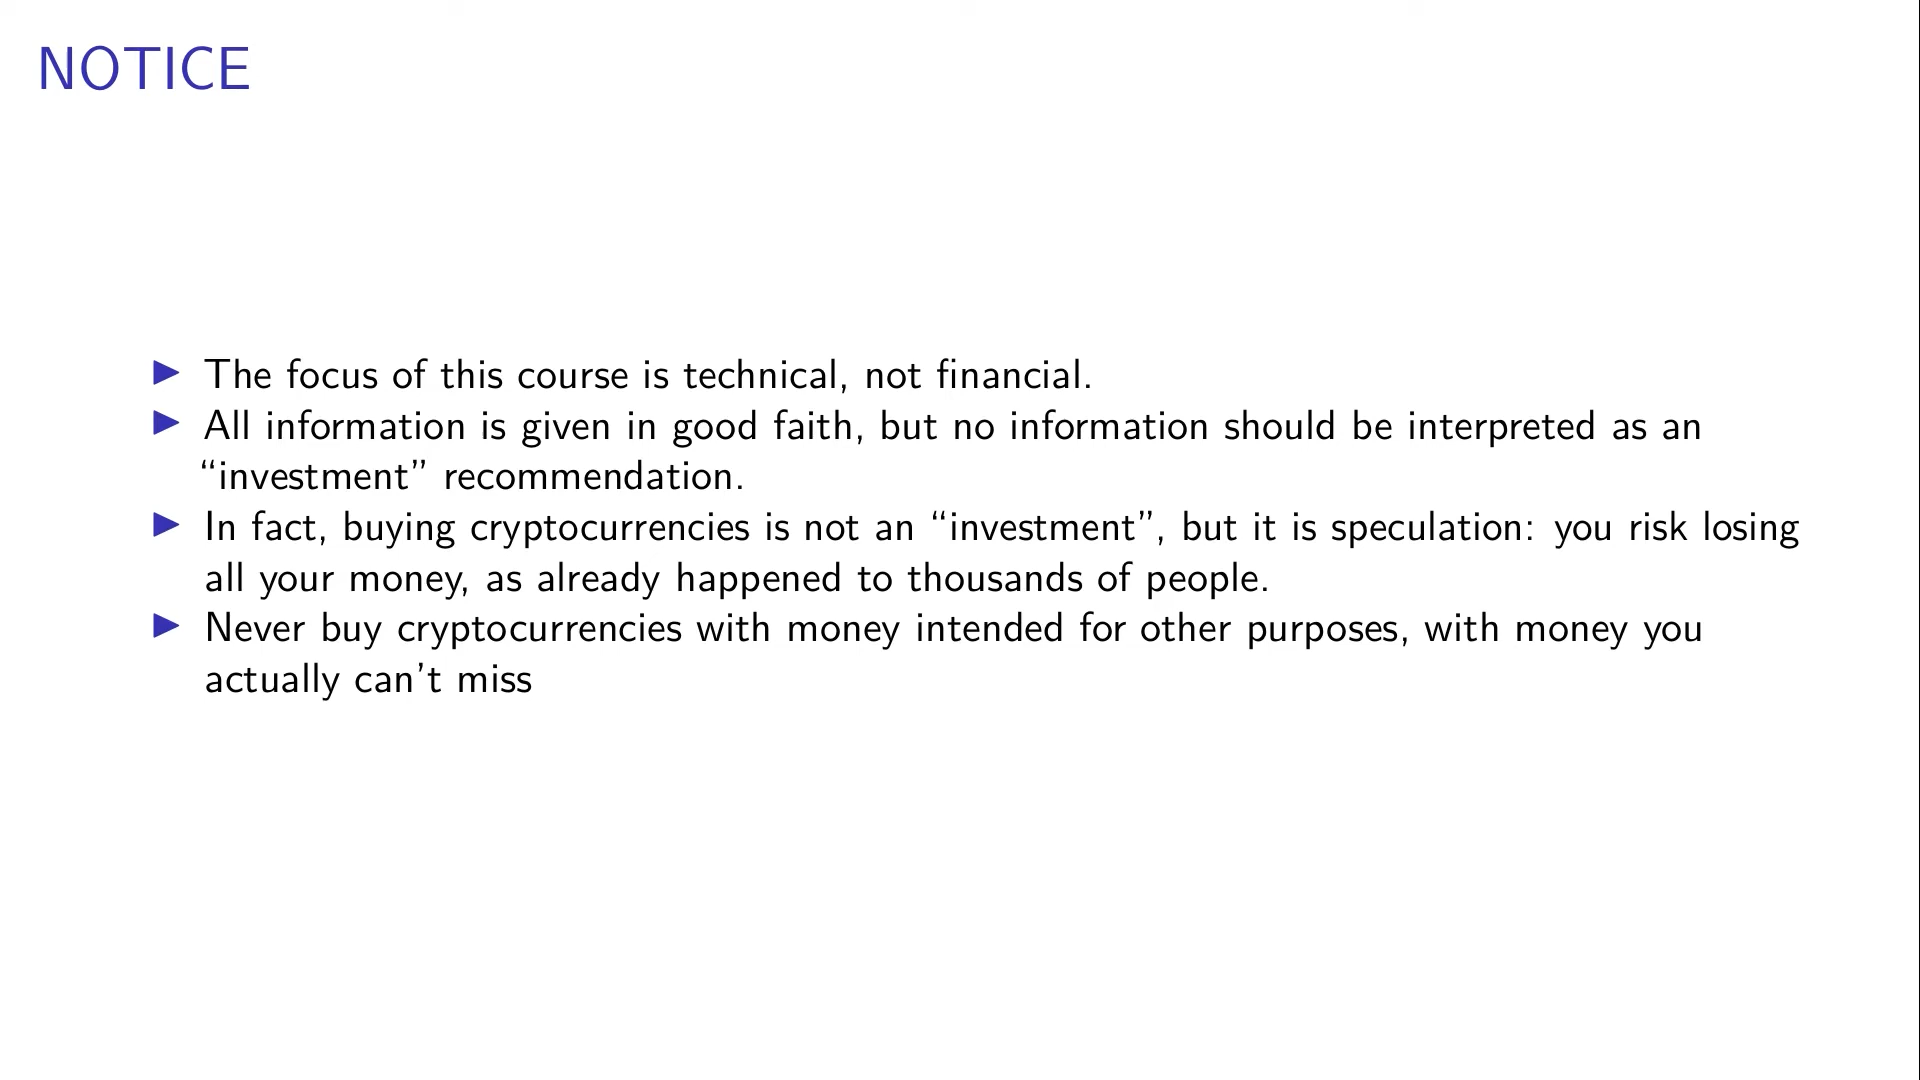 NOTICE
▶ The focus of this course is technical, not financial.
▶ All information is given in good faith, but no information should be interpreted as an
“investment” recommendation.
▶ In fact, buying cryptocurrencies is not an “investment”, but it is speculation: you risk losing
all your money, as already happened to thousands of people.
▶ Never buy cryptocurrencies with money intended for other purposes, with money you
actually can’t miss